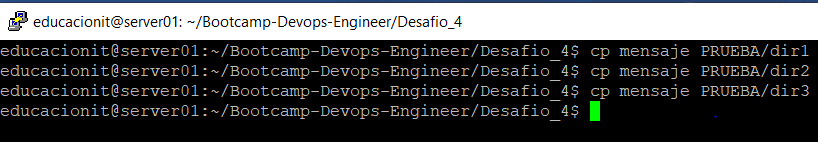 educacionit@server01: ~/Bootcamp-Devops-Engineer/Desafio_4
educacionit@server01:~/Bootcamp-Devops-Engineer/Desafio_4$ cp mensaje PRUEBA/dir1
educacionit@server01:~/Bootcamp-Devops-Engineer/Desafio_4$ cp mensaje PRUEBA/dir2
educacionit@server01:~/Bootcamp-Devops-Engineer/Desafio_4$ cp mensaje PRUEBA/dir3
educacionit@server01:~/Bootcamp-Devops-Engineer/Desafio_4$